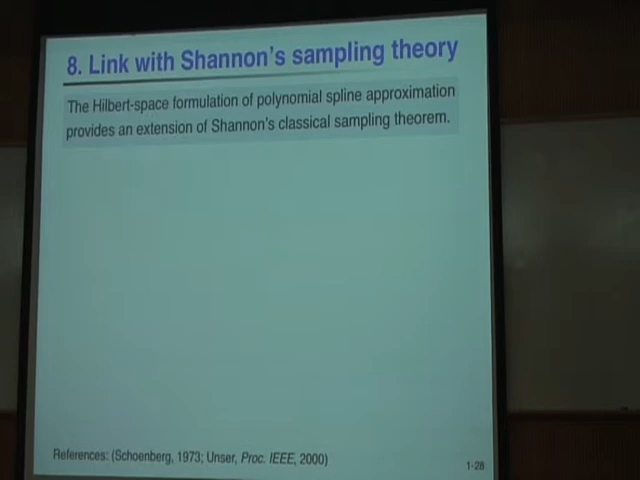 8. Link with Shannon's sampling theory
The Hilbert-space formulation of polynomial spline approximation
provides an extension of Shannon's classical sampling theorem.
References: (Schoenberg, 1973; Unser, Proc. IEEE, 2000)
1-28